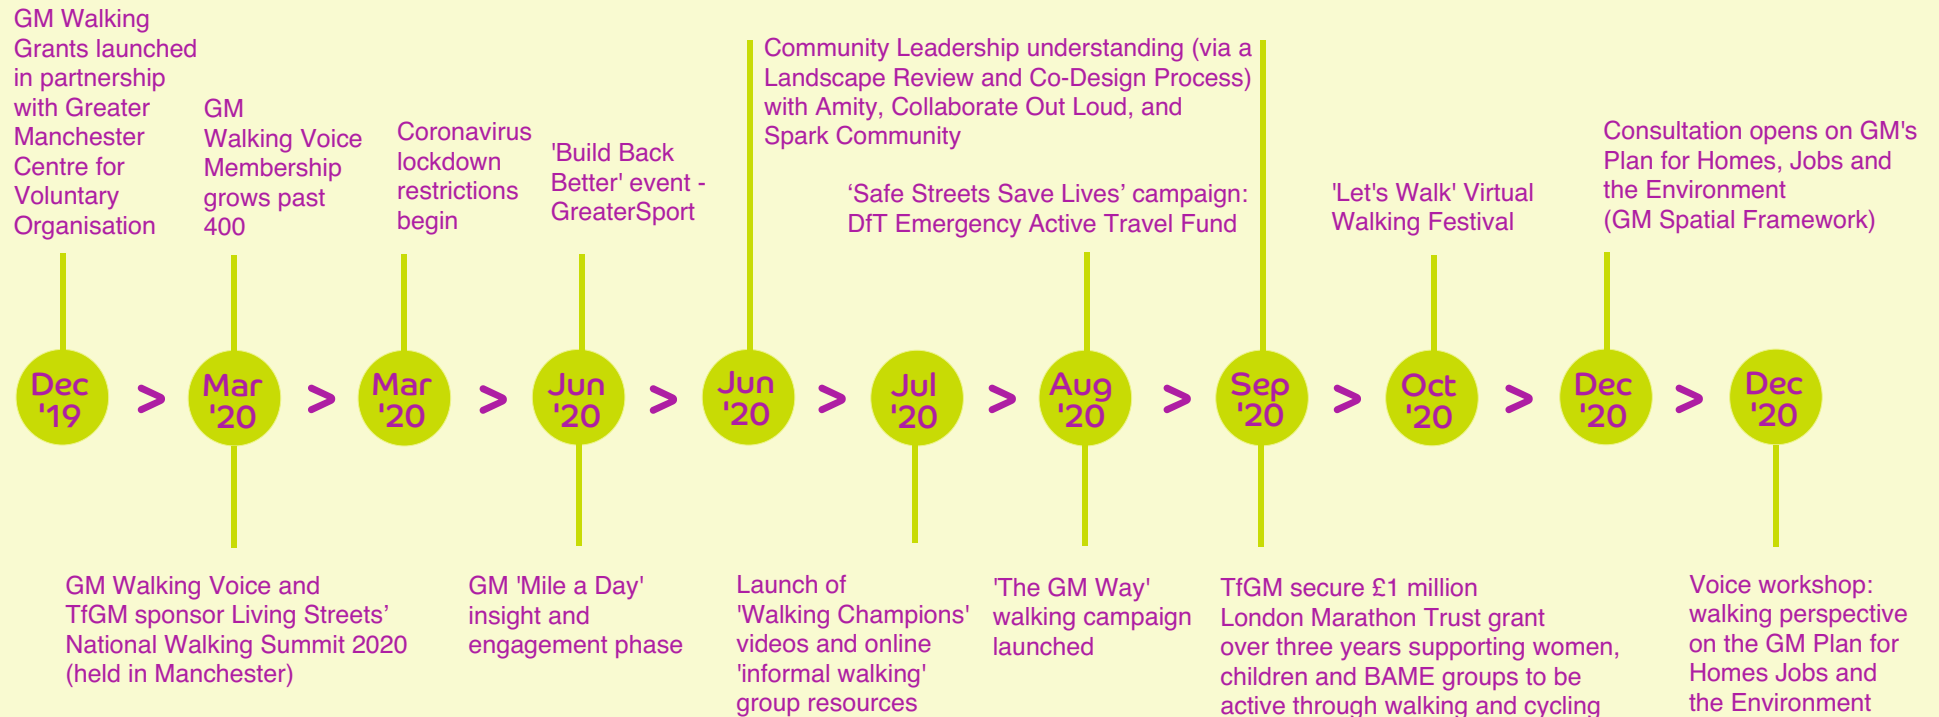 GM Walking
Grants launched
in partnership
with Greater
Manchester
Centre for
Voluntary
Organisation
GM
Walking Voice
Membership
grows past
400
Coronavirus
lockdown
restrictions
begin
'Build Back
Better' event -
GreaterSport
Community Leadership understanding (via a
Landscape Review and Co-Design Process)
with Amity, Collaborate Out Loud, and
Spark Community
‘Safe Streets Save Lives’ campaign:
DfT Emergency Active Travel Fund
'Let's Walk' Virtual
Walking Festival
Consultation opens on GM's
Plan for Homes, Jobs and
the Environment
(GM Spatial Framework)
Dec
'19
>
Mar
'20
>
Mar
'20
>
Jun
'20
>
Jun
'20
>
Jul
'20
>
Aug
'20
>
Sep
'20
>
Oct
'20
>
Dec
'20
>
Dec
'20
GM Walking Voice and
TfGM sponsor Living Streets’
National Walking Summit 2020
(held in Manchester)
GM 'Mile a Day'
insight and
engagement phase
Launch of
'Walking Champions'
videos and online
'informal walking'
group resources
'The GM Way'
walking campaign
launched
TfGM secure £1 million
London Marathon Trust grant
over three years supporting women,
children and BAME groups to be
active through walking and cycling
Voice workshop:
walking perspective
on the GM Plan for
Homes Jobs and
the Environment